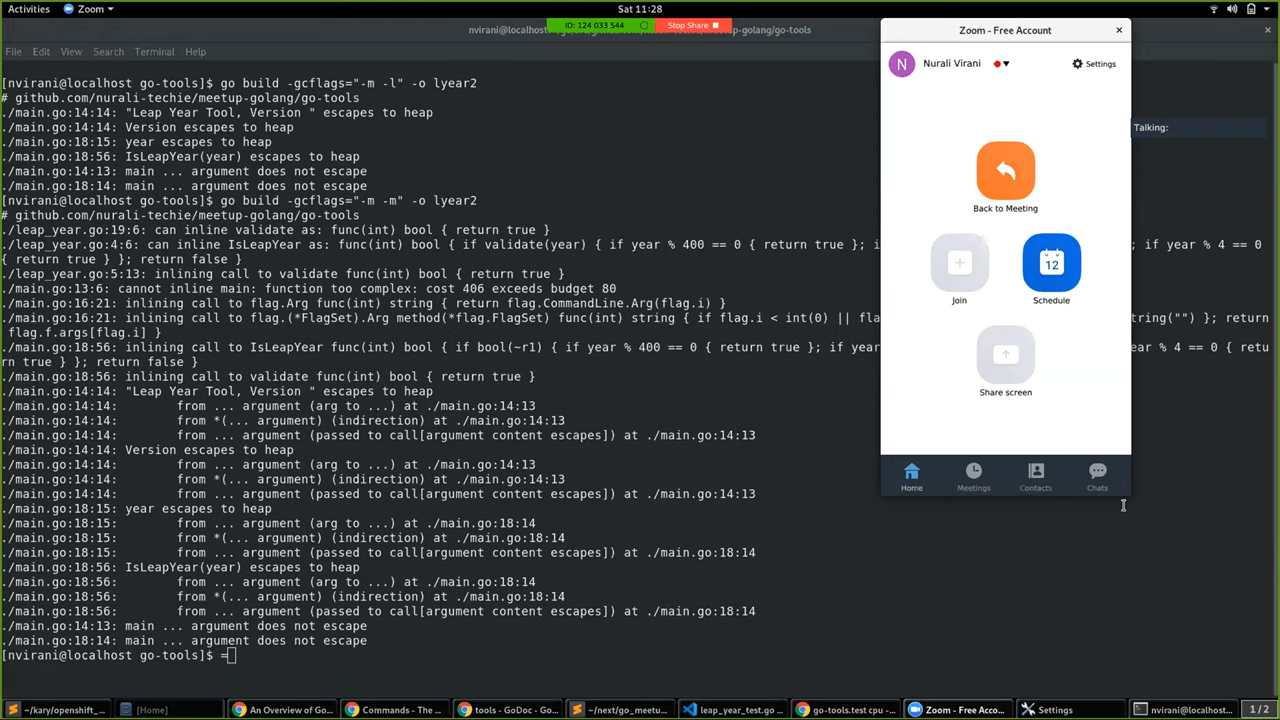 Activities Zoom Sat 11:28
ID: 124 033 544 Stop Share
File Edit View Search Terminal Help
[nvirani@localhost go-tools]$ go build -gcflags="-m -l" -o lyear2
# github.com/nurali-techie/meetup-golang/go-tools
./main.go:14:14: "Leap Year Tool, Version " escapes to heap
./main.go:14:14: Version escapes to heap
./main.go:18:15: year escapes to heap
./main.go:18:56: IsLeapYear(year) escapes to heap
./main.go:14:13: main ... argument does not escape
./main.go:18:14: main ... argument does not escape
[nvirani@localhost go-tools]$ go build -gcflags="-m -m" -o lyear2
# github.com/nurali-techie/meetup-golang/go-tools
./leap_year.go:19:6: can inline validate as: func(int) bool { return true }
./leap_year.go:4:6: can inline IsLeapYear as: func(int) bool { if validate(year) { if year % 400 == 0 { return true }; i year % 4 == 0
{ return true } }; return false }
./leap_year.go:5:13: inlining call to validate func(int) bool { return true }
./main.go:13:6: cannot inline main: function too complex: cost 406 exceeds budget 80
./main.go:16:21: inlining call to flag.Arg func(int) string { return flag.CommandLine.Arg(flag.i) }
./main.go:16:21: inlining call to flag.(*FlagSet).Arg method(*flag.FlagSet) func(int) string { if flag.i < int(0) || fla tring("") }; return
flag.f.args[flag.i] }
./main.go:18:56: inlining call to IsLeapYear func(int) bool { if bool(~r1) { if year % 400 == 0 { return true }; if year % 4 == 0 { retu
rn true } }; return false }
./main.go:18:56: inlining call to validate func(int) bool { return true }
./main.go:14:14: "Leap Year Tool, Version " escapes to heap
./main.go:14:14: from ... argument (arg to ...) at ./main.go:14:13
./main.go:14:14: from *(... argument) (indirection) at ./main.go:14:13
./main.go:14:14: from ... argument (passed to call[argument content escapes]) at ./main.go:14:13
./main.go:14:14: Version escapes to heap
./main.go:14:14: from ... argument (arg to ...) at ./main.go:14:13
./main.go:14:14: from *(... argument) (indirection) at ./main.go:14:13
./main.go:14:14: from ... argument (passed to call[argument content escapes]) at ./main.go:14:13
./main.go:18:15: year escapes to heap
./main.go:18:15: from ... argument (arg to ...) at ./main.go:18:14
./main.go:18:15: from *(... argument) (indirection) at ./main.go:18:14
./main.go:18:15: from ... argument (passed to call[argument content escapes]) at ./main.go:18:14
./main.go:18:56: IsLeapYear(year) escapes to heap
./main.go:18:56: from ... argument (arg to ...) at ./main.go:18:14
./main.go:18:56: from *(... argument) (indirection) at ./main.go:18:14
./main.go:18:56: from ... argument (passed to call[argument content escapes]) at ./main.go:18:14
./main.go:14:13: main ... argument does not escape
./main.go:18:14: main ... argument does not escape
[nvirani@localhost go-tools]$ =
Zoom - Free Account ×
N Nurali Virani Settings
Talking:
Back to Meeting
12
Join Schedule
Share screen
Home Meetings Contacts Chats
~/kary/openshift_... [Home] An Overview of Go... Commands - The ... tools - GoDoc - Go... ~/next/go_meetu... leap_year_test.go ... go-tools.test cpu -... Zoom - Free Acco... Settings nvirani@localhost:... 1 / 2